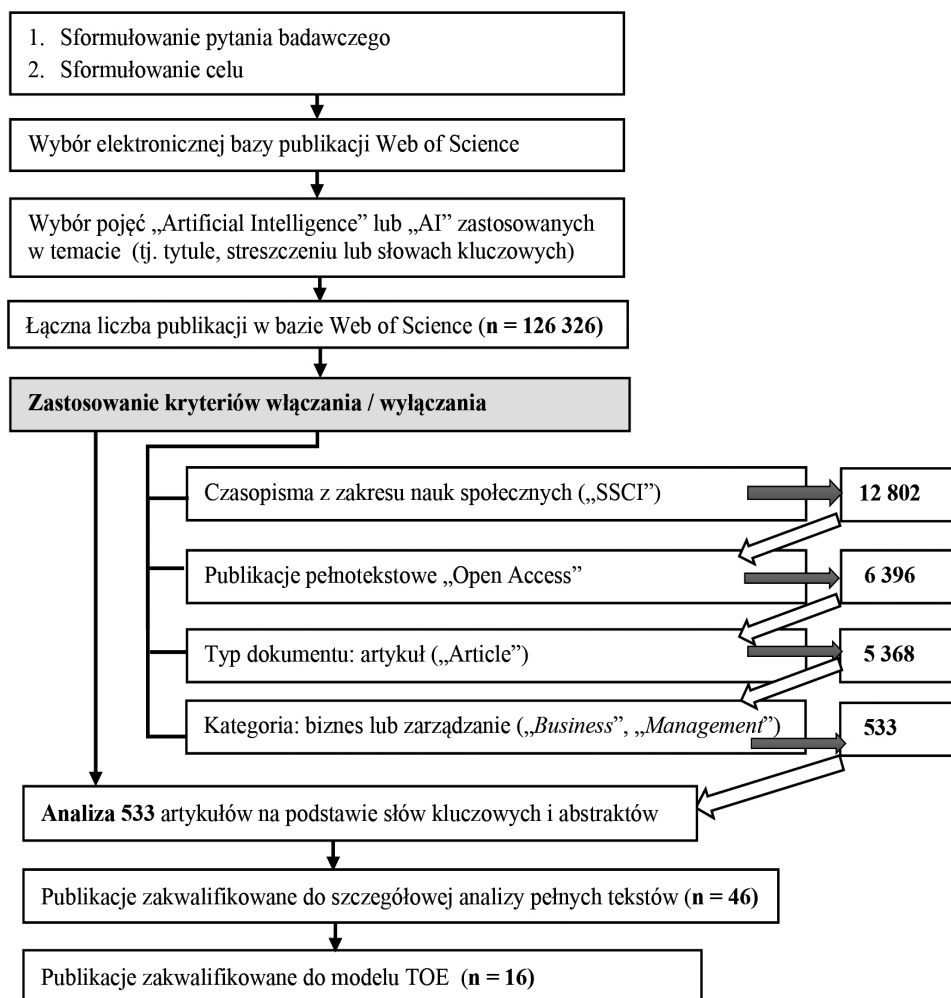 1. Sformułowanie pytania badawczego
2. Sformułowanie celu
Wybór elektronicznej bazy publikacji Web of Science
Wybór pojęć „Artificial Intelligence” lub „AI” zastosowanych
w temacie (tj. tytule, streszczeniu lub słowach kluczowych)
Łączna liczba publikacji w bazie Web of Science (n = 126 326)
Zastosowanie kryteriów włączania / wyłączania
Czasopisma z zakresu nauk społecznych („SSCI”)
12 802
Publikacje pełnotekstowe „Open Access”
6 396
Typ dokumentu: artykuł („Article”)
5 368
Kategoria: biznes lub zarządzanie („Business”, „Management”)
533
Analiza 533 artykułów na podstawie słów kluczowych i abstraktów
Publikacje zakwalifikowane do szczegółowej analizy pełnych tekstów (n = 46)
Publikacje zakwalifikowane do modelu TOE (n = 16)